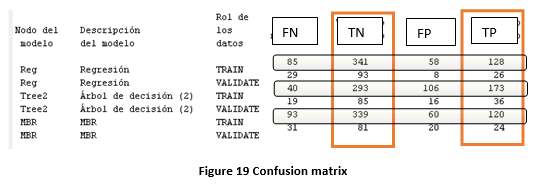 Rol de
Nodo del Descripción los FN TN FP TP
modelo del modelo datos
Reg Regresión TRAIN 85 341 58 128
Reg Regresión VALIDATE 29 93 8 26
Tree2 Árbol de decisión (2) TRAIN 40 293 106 173
Tree2 Árbol de decisión (2) VALIDATE 19 85 16 36
MBR MBR TRAIN 93 339 60 120
MBR MBR VALIDATE 31 81 20 24
Figure 19 Confusion matrix